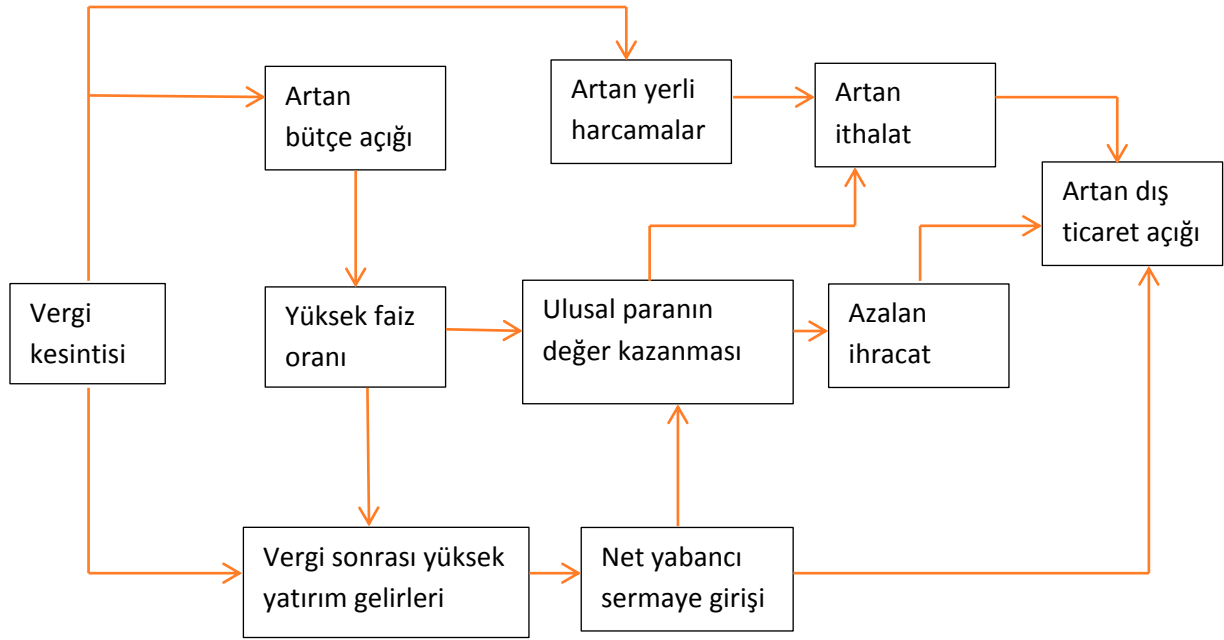 Artan
bütçe açığı
Artan yerli
harcamalar
Artan
ithalat
Artan dış
ticaret açığı
Vergi
kesintisi
Yüksek faiz
oranı
Ulusal paranın
değer kazanması
Azalan
ihracat
Vergi sonrası yüksek
yatırım gelirleri
Net yabancı
sermaye girişi